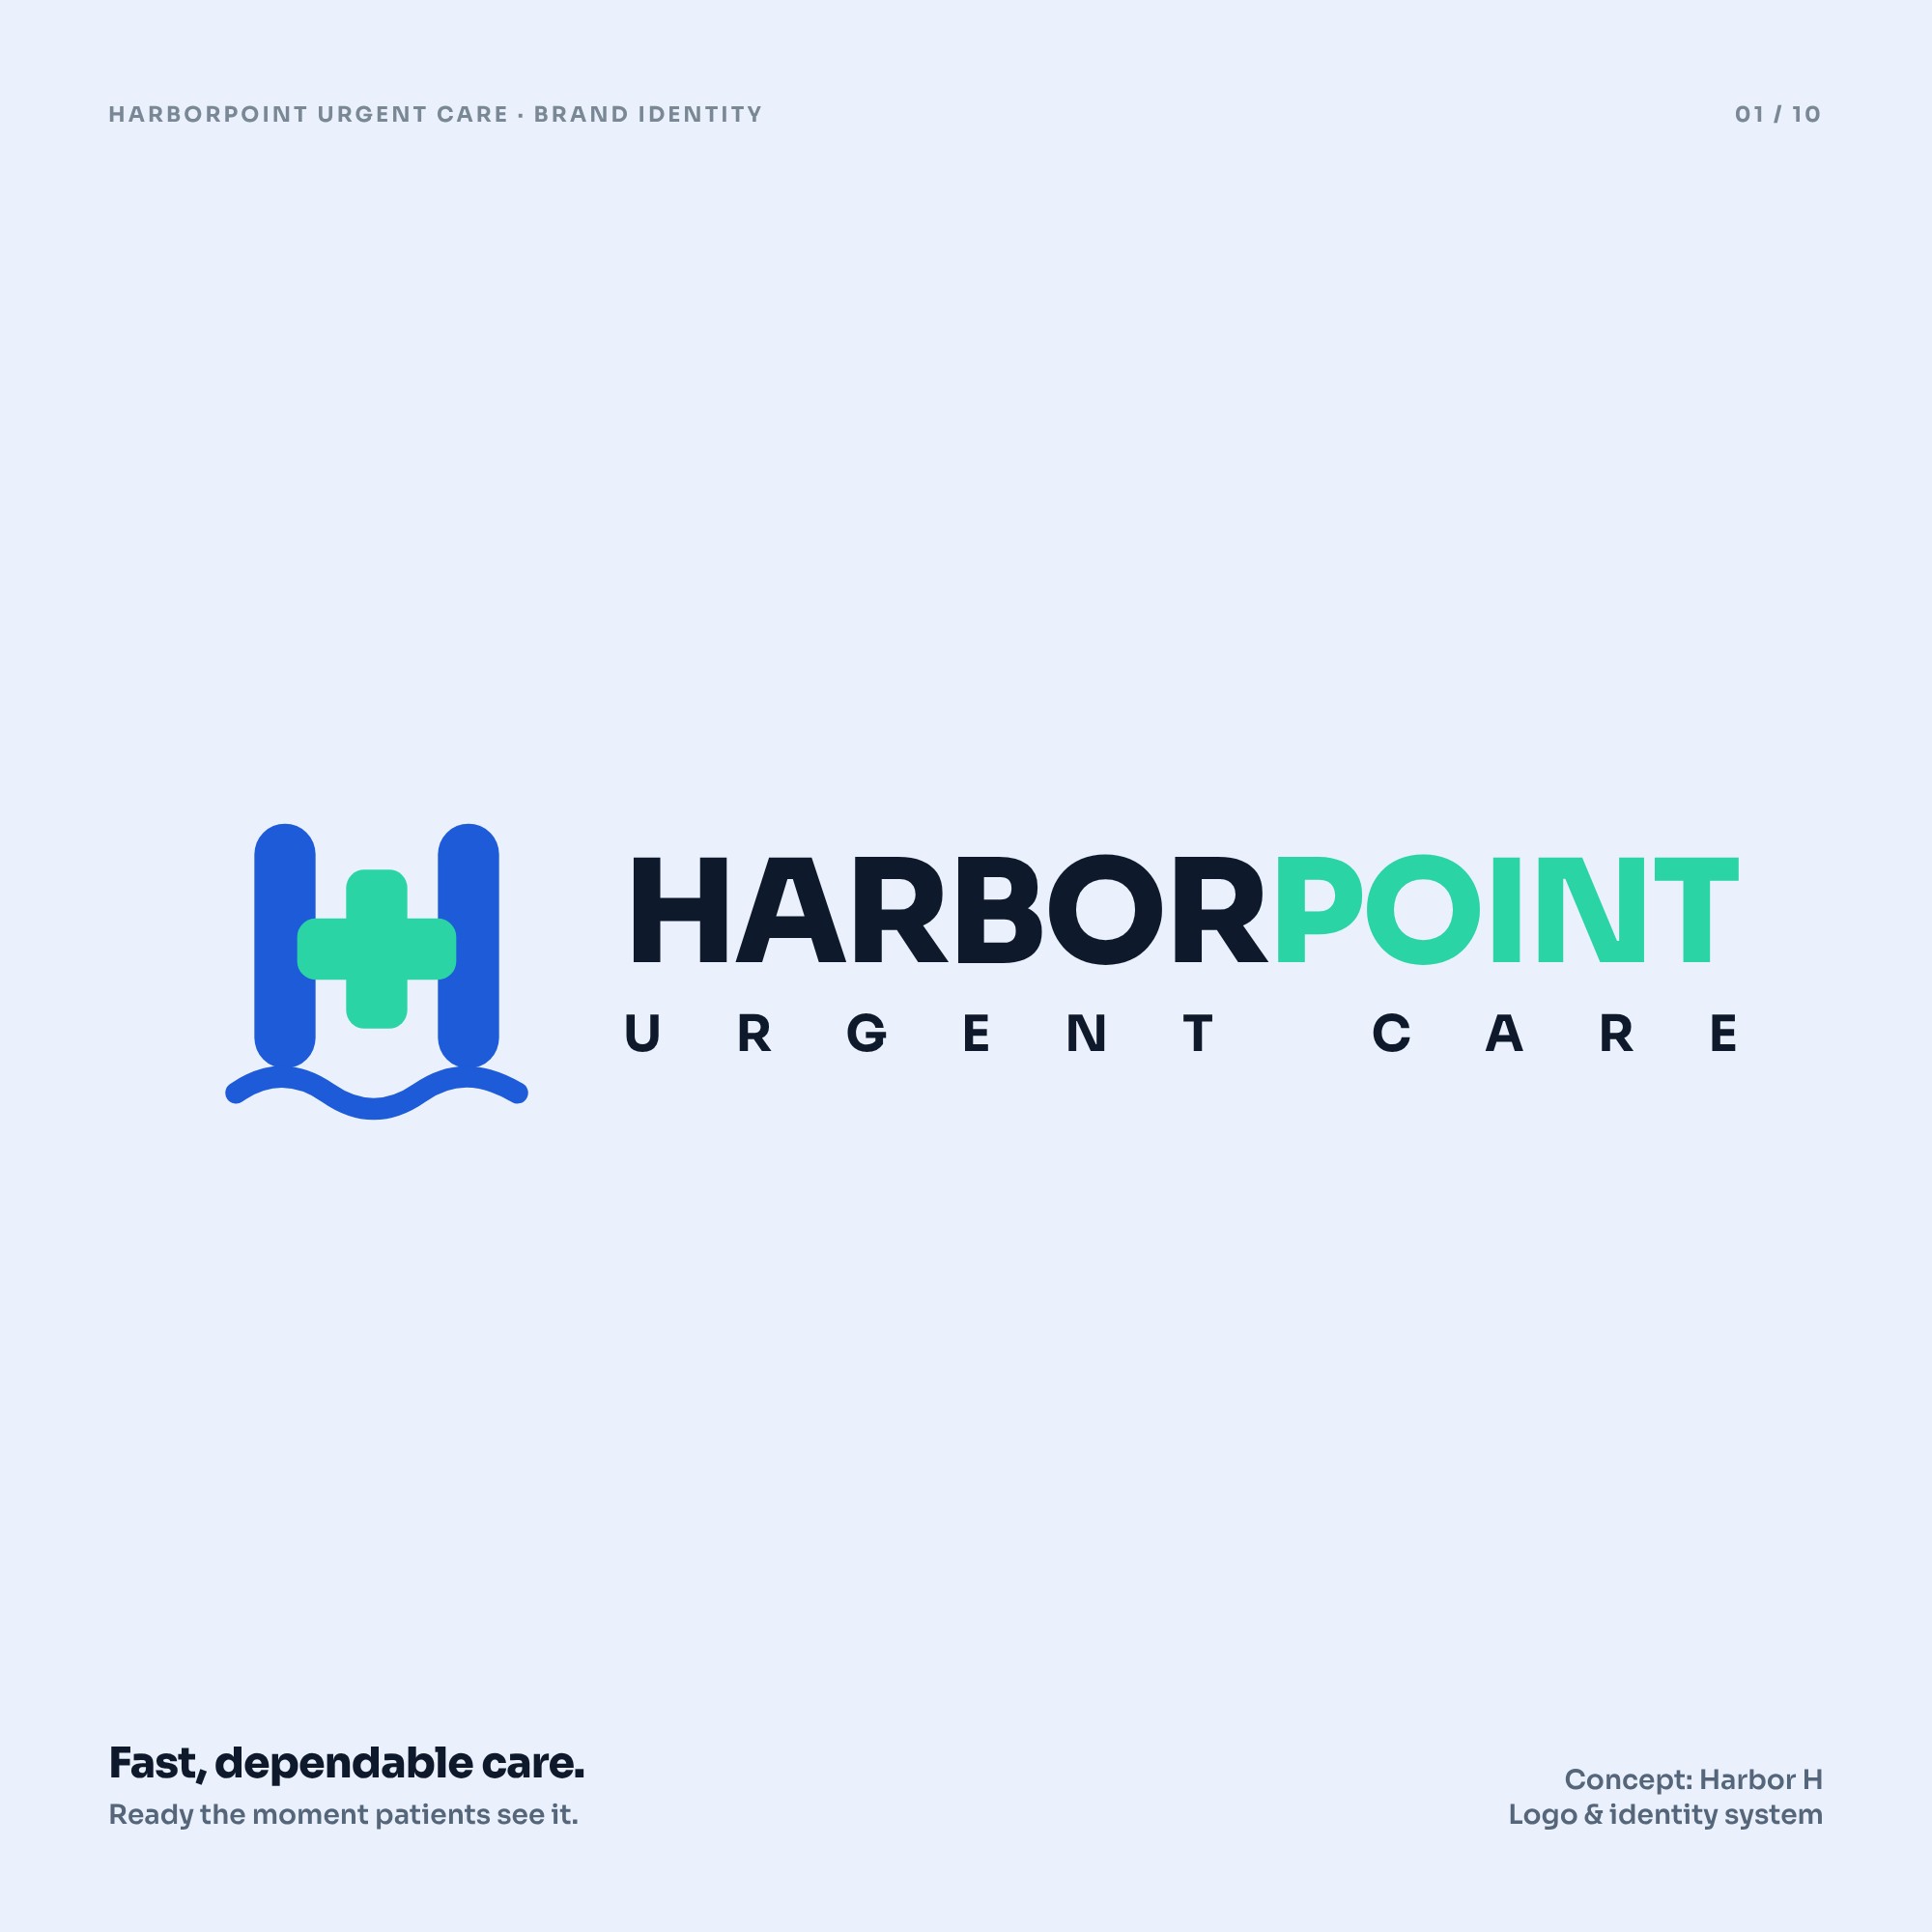 HARBORPOINT URGENT CARE · BRAND IDENTITY
01 / 10
HARBORPOINT
URGENT CARE
Fast, dependable care.
Ready the moment patients see it.
Concept: Harbor H
Logo & identity system